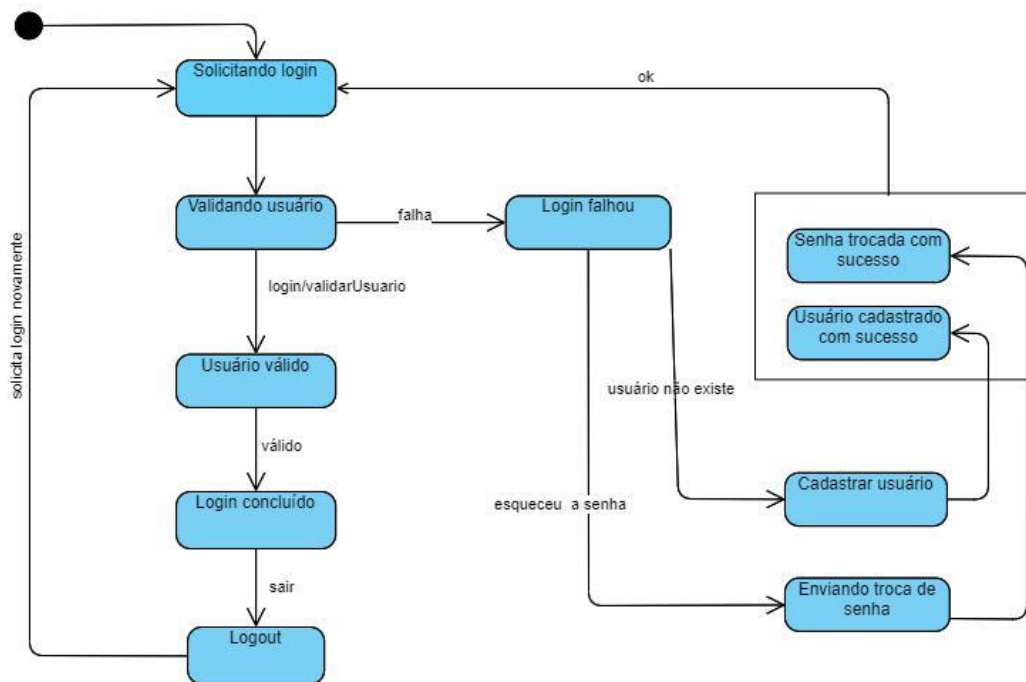 Solicitando login
ok
Validando usuário
falha
Login falhou
Senha trocada com
sucesso
login/validarUsuario
Usuário cadastrado
com sucesso
solicita login novamente
Usuário válido
usuário não existe
válido
Login concluído
esqueceu a senha
Cadastrar usuário
sair
Enviando troca de
senha
Logout